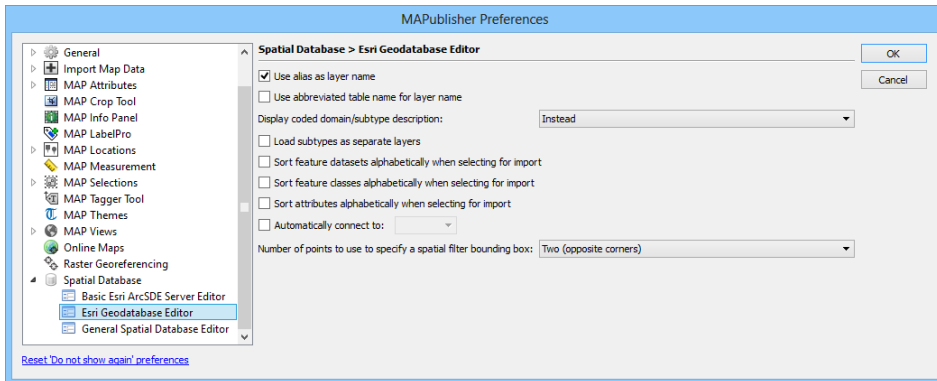 MAPublisher Preferences
General
Import Map Data
MAP Attributes
MAP Crop Tool
MAP Info Panel
MAP LabelPro
MAP Locations
MAP Measurement
MAP Selections
MAP Tagger Tool
MAP Themes
MAP Views
Online Maps
Raster Georeferencing
Spatial Database
Basic Esri ArcSDE Server Editor
Esri Geodatabase Editor
General Spatial Database Editor
Reset 'Do not show again' preferences
Spatial Database > Esri Geodatabase Editor
Use alias as layer name
Use abbreviated table name for layer name
Display coded domain/subtype description: Instead
Load subtypes as separate layers
Sort feature datasets alphabetically when selecting for import
Sort feature classes alphabetically when selecting for import
Sort attributes alphabetically when selecting for import
Automatically connect to:
Number of points to use to specify a spatial filter bounding box: Two (opposite corners)
OK
Cancel